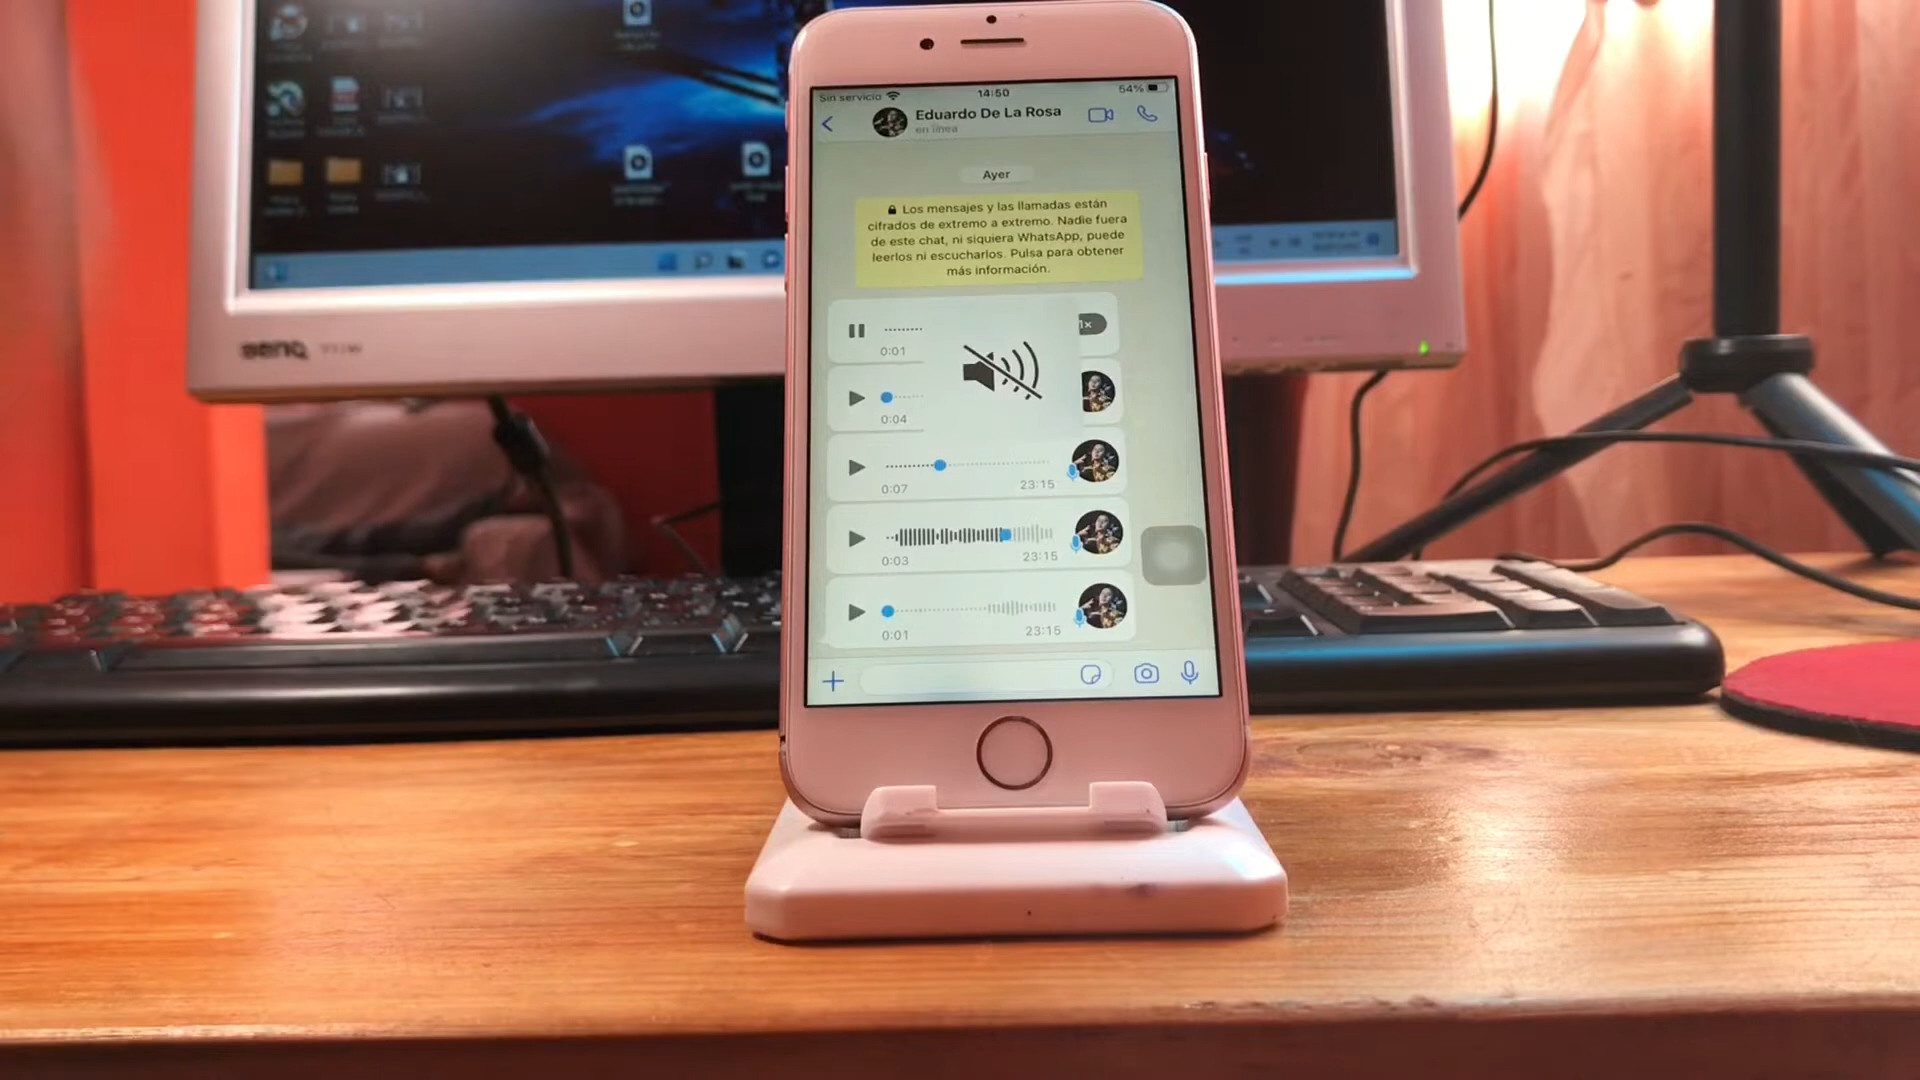 Sin servicio
14:50
54%
Eduardo De La Rosa
en línea
Ayer
Los mensajes y las llamadas están
cifrados de extremo a extremo. Nadie fuera
de este chat, ni siquiera WhatsApp, puede
leerlos ni escucharlos. Pulsa para obtener
más información.
1x
0:01
0:04
0:07
23:15
0:03
23:15
0:01
23:15
BenQ